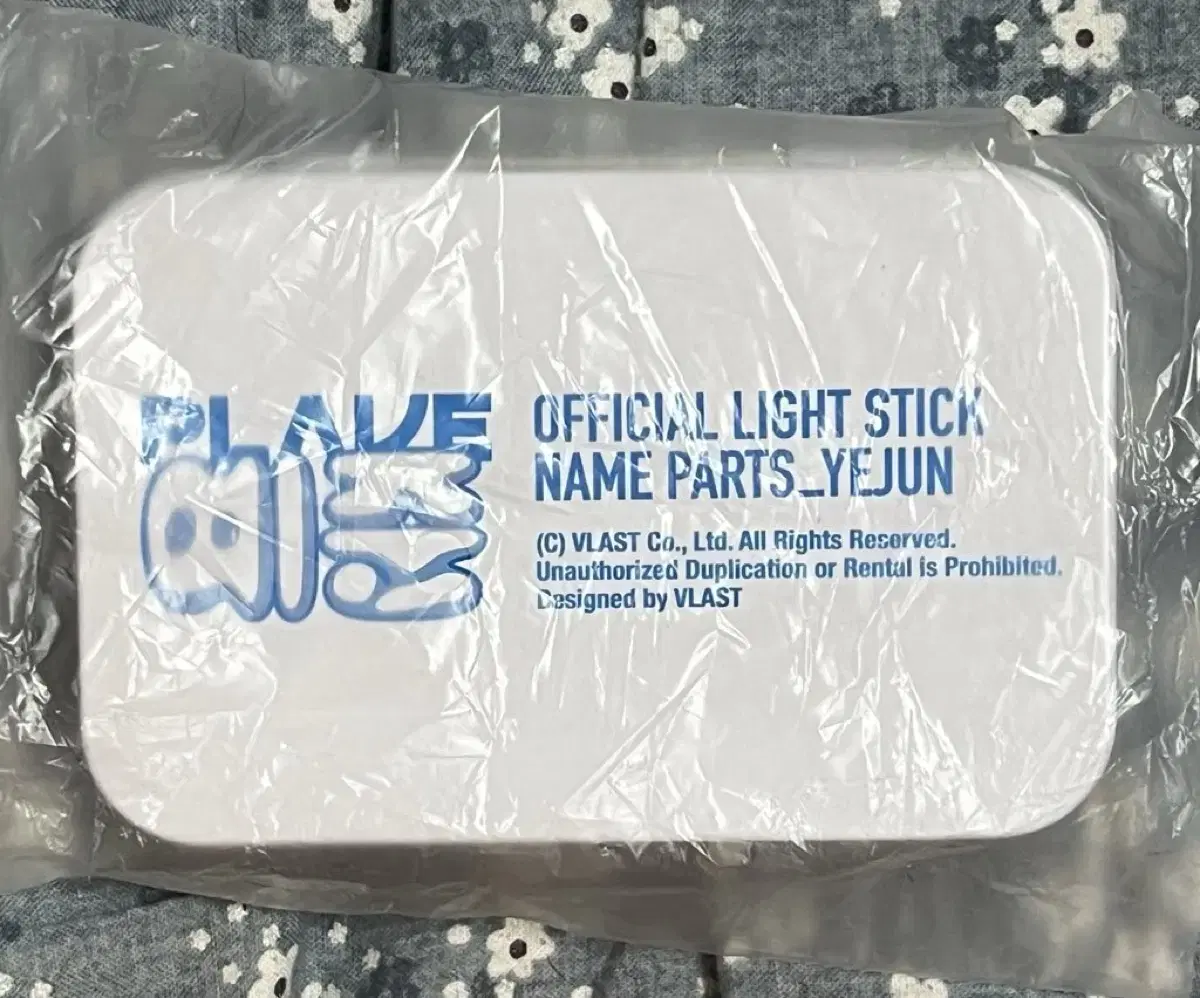 PLAVE
OFFICIAL LIGHT STICK
NAME PARTS_YEJUN
(C) VLAST Co., Ltd. All Rights Reserved.
Unauthorized Duplication or Rental is Prohibited.
Designed by VLAST